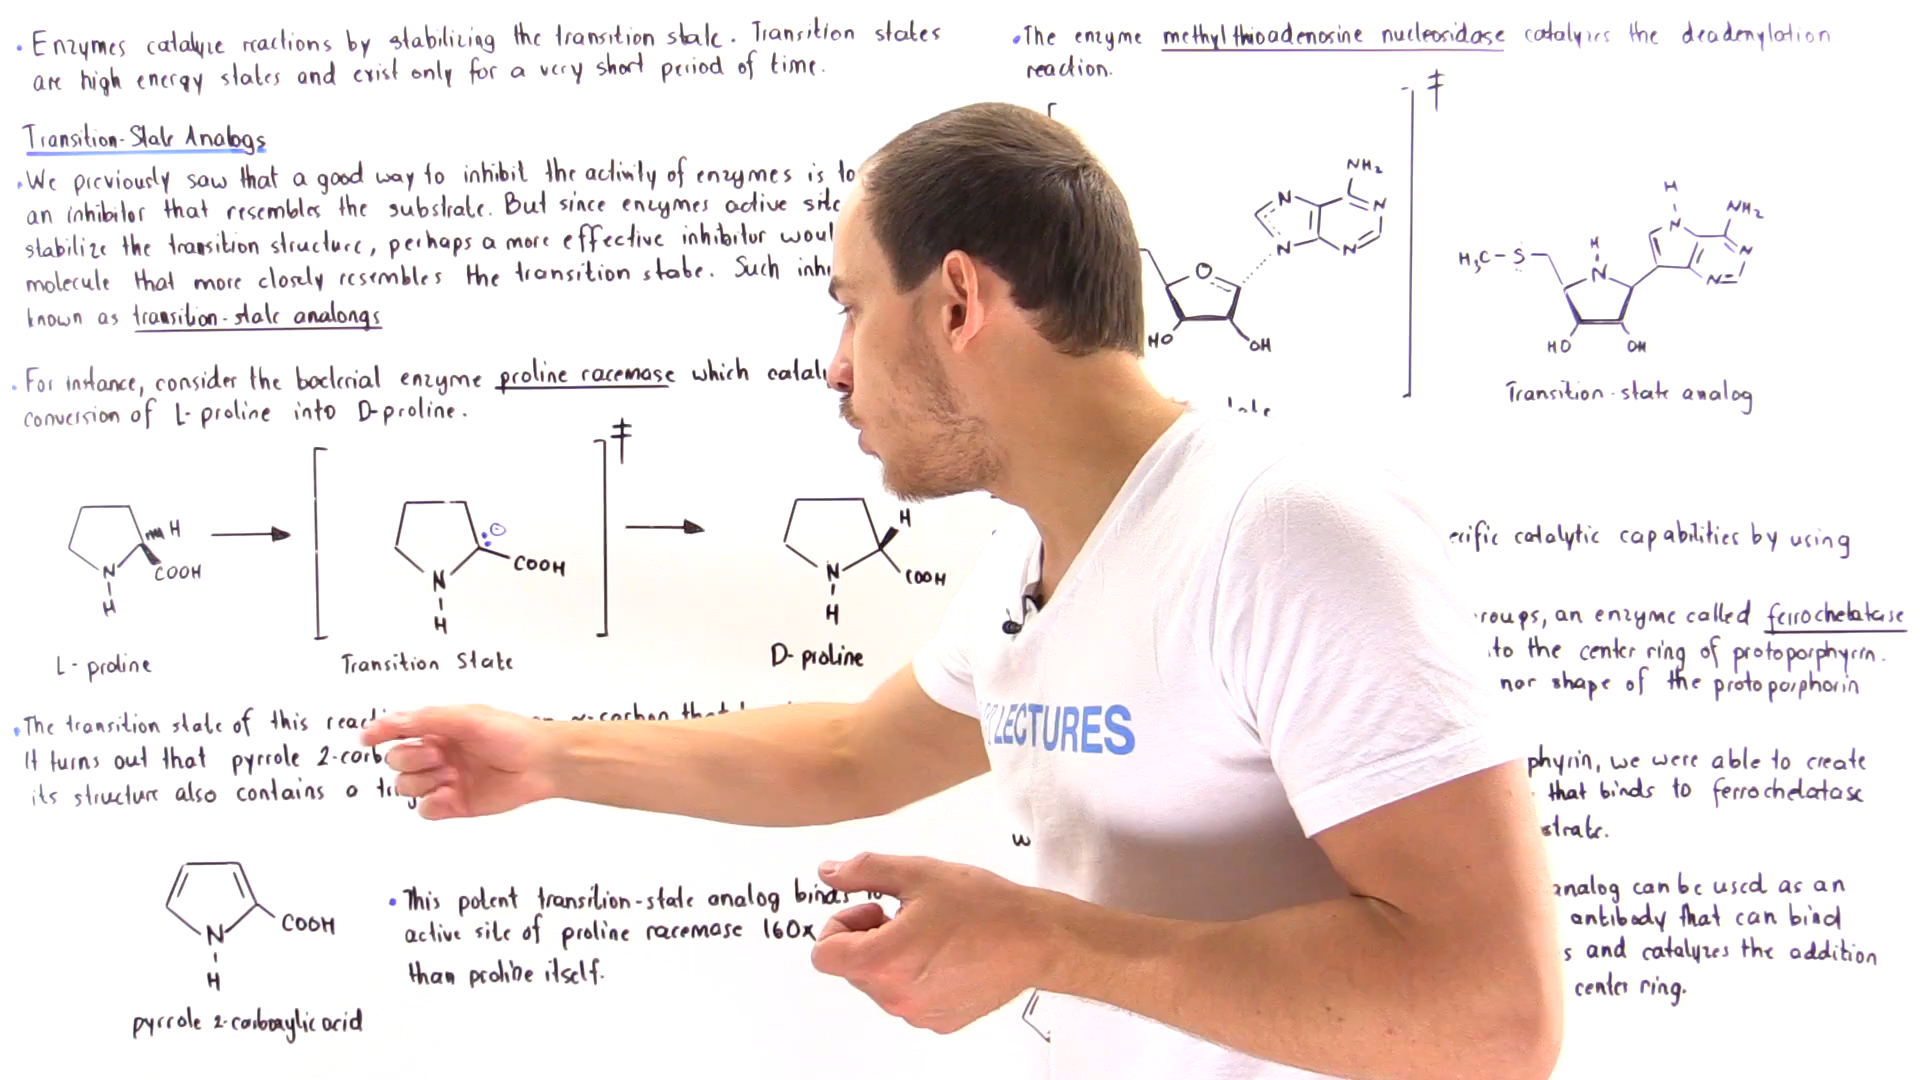 • Enzymes catalyze reactions by stabilizing the transition state. Transition states
are high energy states and exist only for a very short period of time.
Transition-State Analogs
• We previously saw that a good way to inhibit the activity of enzymes is to
an inhibitor that resembles the substrate. But since enzymes active site
stabilize the transition structure, perhaps a more effective inhibitor woul
molecule that more closely resembles the transition state. Such inhi
known as transition-state analongs
• For instance, consider the bacterial enzyme proline racemase which cataly
conversion of L-proline into D-proline.
H
COOH
N
H
L-proline
‡
COOH
N
H
Transition State
H
COOH
N
H
D-proline
• The transition state of this react α-carbon that
It turns out that pyrrole 2-carbo
its structure also contains a trig
COOH
N
H
pyrrole 2-carboxylic acid
• This potent transition-state analog binds to
active site of proline racemase 160x
than proline itself.
• The enzyme methylthioadenosine nucleosidase catalyzes the deadenylation
reaction.
‡
NH2
N
N
N
N
O
HO
OH
H
N
NH2
N
N
H3C-S
H
N
HO
OH
Transition-state analog
ecific catalytic capabilities by using
roups, an enzyme called ferrochelatase
to the center ring of protoporphyrin.
nor shape of the protoporphorin
phyrin, we were able to create
that binds to ferrochelatase
strate.
w
analog can be used as an
antibody that can bind
s and catalyzes the addition
center ring.
LECTURES